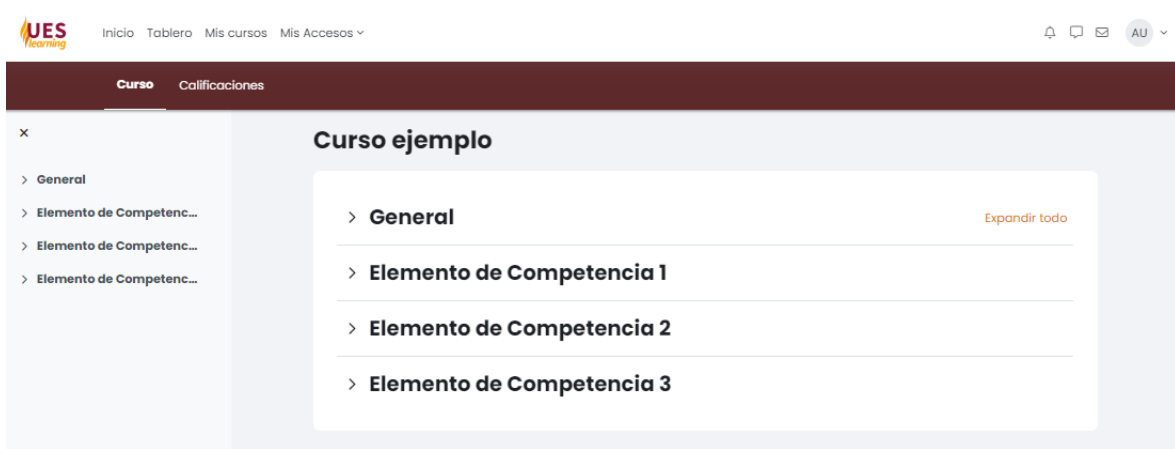 UES
learning
Inicio Tablero Mis cursos Mis Accesos
AU
Curso Calificaciones
Curso ejemplo
General
Elemento de Competenc...
Elemento de Competenc...
Elemento de Competenc...
General Expandir todo
Elemento de Competencia 1
Elemento de Competencia 2
Elemento de Competencia 3